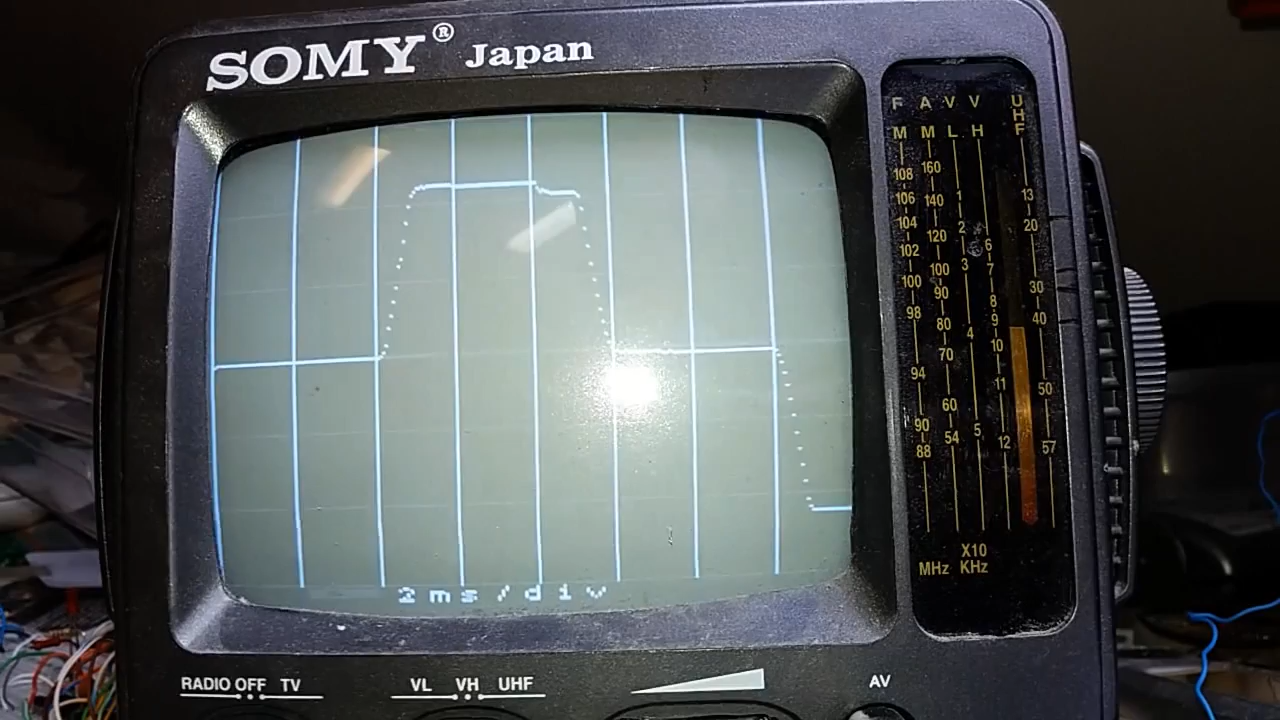 SOMY® Japan
F A V V UHF
M M L H
108 160
106 140 1 13
104 120 2 20
102 6
100 100 3 7 30
98 90 8 40
80 4 9
70 10
94 11 50
60
90 54 5 12 57
88
X10
MHz KHz
2ms/div
RADIO OFF TV
VL VH UHF
AV